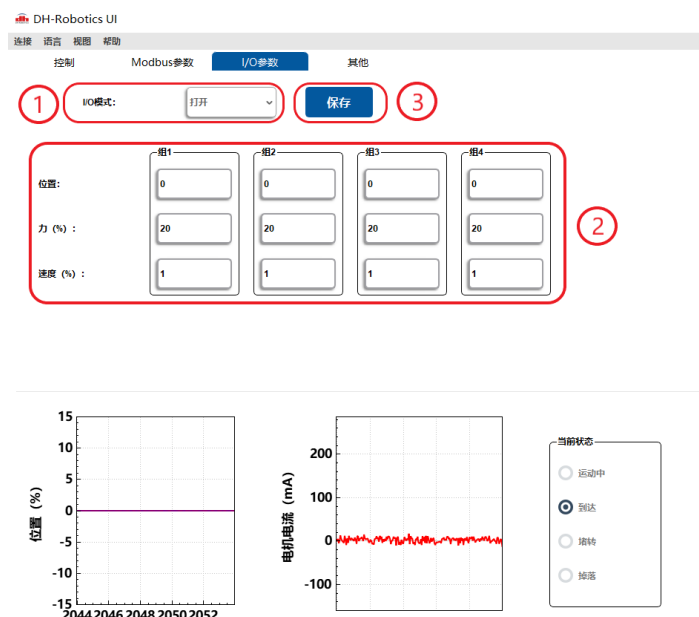 DH-Robotics UI
连接 语言 视图 帮助
控制 Modbus参数 I/O参数 其他
1 I/O模式: 打开 保存 3
组1 组2 组3 组4
位置: 0 0 0 0
力 (%) : 20 20 20 20 2
速度 (%) : 1 1 1 1
当前状态
运动中
到达
堵转
掉落
位置 (%)
15
10
5
0
-5
-10
-15
2044 2046 2048 2050 2052
电机电流 (mA)
200
100
0
-100